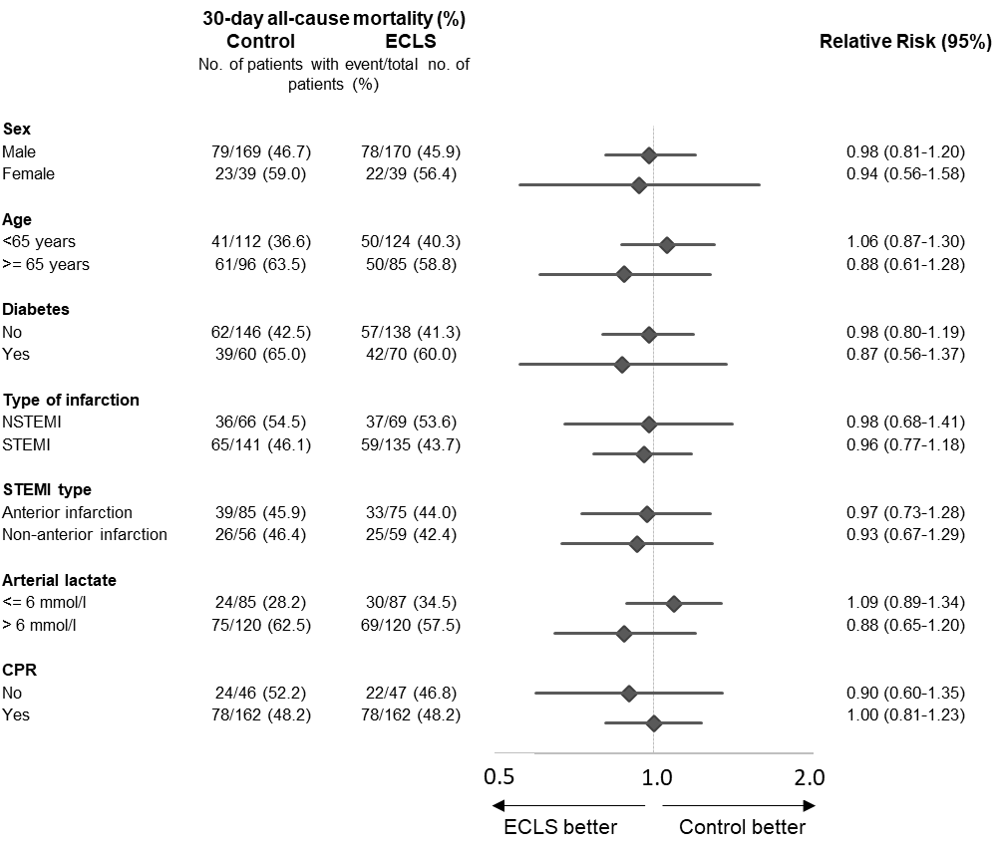 30-day all-cause mortality (%)
Control ECLS Relative Risk (95%)
No. of patients with event/total no. of
patients (%)
Sex
Male 79/169 (46.7) 78/170 (45.9) 0.98 (0.81-1.20)
Female 23/39 (59.0) 22/39 (56.4) 0.94 (0.56-1.58)
Age
<65 years 41/112 (36.6) 50/124 (40.3) 1.06 (0.87-1.30)
>= 65 years 61/96 (63.5) 50/85 (58.8) 0.88 (0.61-1.28)
Diabetes
No 62/146 (42.5) 57/138 (41.3) 0.98 (0.80-1.19)
Yes 39/60 (65.0) 42/70 (60.0) 0.87 (0.56-1.37)
Type of infarction
NSTEMI 36/66 (54.5) 37/69 (53.6) 0.98 (0.68-1.41)
STEMI 65/141 (46.1) 59/135 (43.7) 0.96 (0.77-1.18)
STEMI type
Anterior infarction 39/85 (45.9) 33/75 (44.0) 0.97 (0.73-1.28)
Non-anterior infarction 26/56 (46.4) 25/59 (42.4) 0.93 (0.67-1.29)
Arterial lactate
<= 6 mmol/l 24/85 (28.2) 30/87 (34.5) 1.09 (0.89-1.34)
> 6 mmol/l 75/120 (62.5) 69/120 (57.5) 0.88 (0.65-1.20)
CPR
No 24/46 (52.2) 22/47 (46.8) 0.90 (0.60-1.35)
Yes 78/162 (48.2) 78/162 (48.2) 1.00 (0.81-1.23)
0.5 1.0 2.0
ECLS better Control better